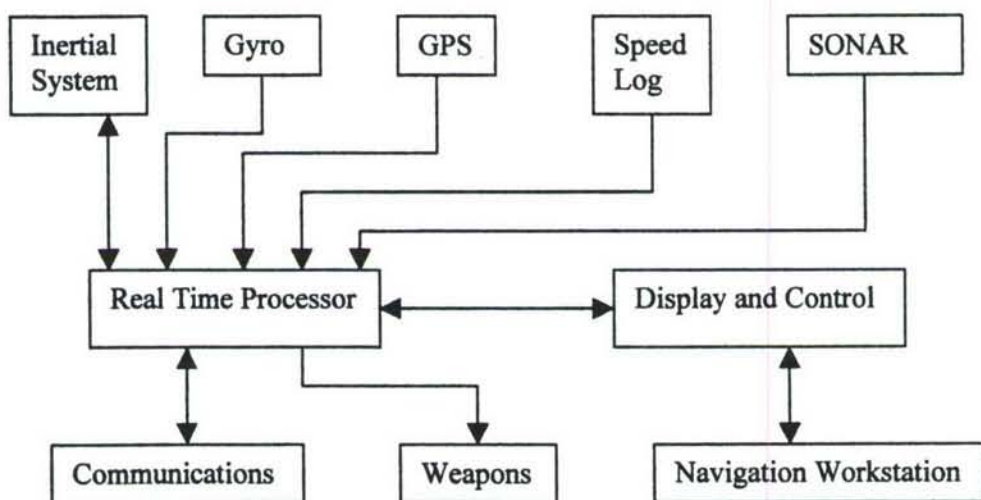 Inertial
System
Gyro
GPS
Speed
Log
SONAR
Real Time Processor
Display and Control
Communications
Weapons
Navigation Workstation